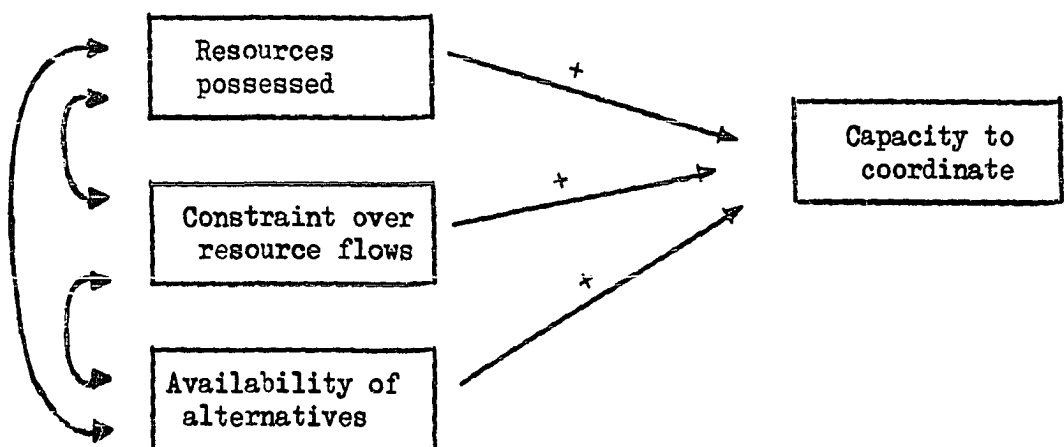 Resources
possessed
+
Capacity to
coordinate
+
Constraint over
resource flows
+
Availability of
alternatives